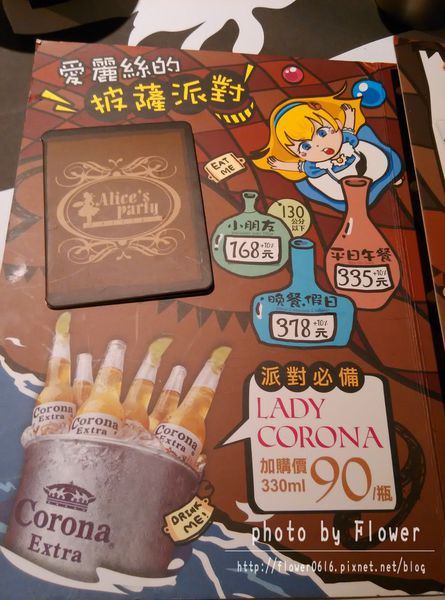 愛麗絲的
披薩派對
EAT
ME
Alice's
party
小朋友
130
公分
以下
168+10%元
平日午餐
335+10%元
晚餐.假日
378+10%元
派對必備
LADY
CORONA
加購價
330ml 90/瓶
Corona
Extra
Corona
Extra
Corona
Extra
Corona
Extra
DRINK
ME!
photo by Flower
http://flower0616.pixnet.net/blog